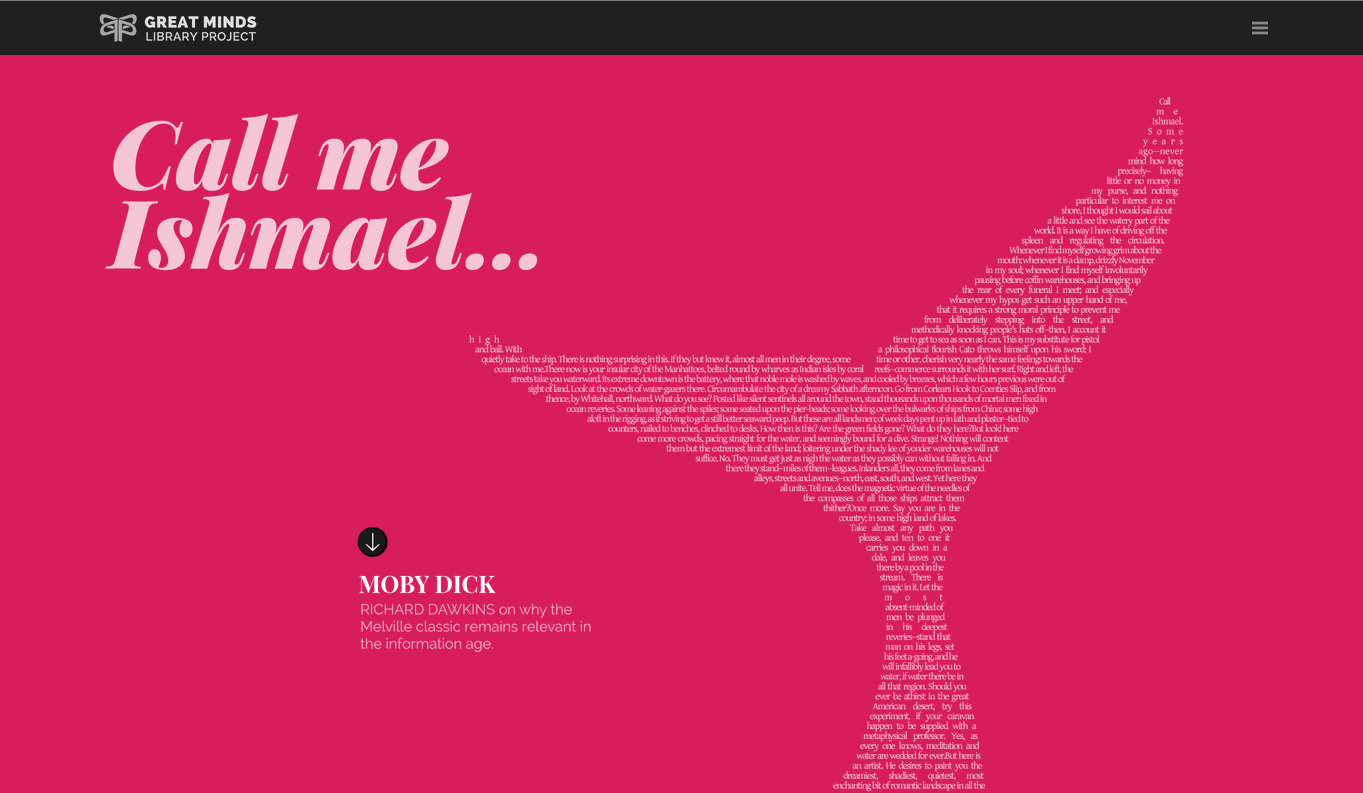 GREAT MINDS
LIBRARY PROJECT
Call me
Ishmael...
Call
m e
Ishmael.
S o m e
y e a r s
ago--never
mind how long
precisely-- having
little or no money in
my purse, and nothing
particular to interest me on
shore, I thought I would sail about
a little and see the watery part of the
world. It is a way I have of driving off the
spleen and regulating the circulation.
Whenever I find myself growing grim about the
mouth; whenever it is a damp, drizzly November
in my soul; whenever I find myself involuntarily
pausing before coffin warehouses, and bringing up
the rear of every funeral I meet; and especially
whenever my hypos get such an upper hand of me,
that it requires a strong moral principle to prevent me
from deliberately stepping into the street, and
methodically knocking people's hats off--then, I account it
h i g h time to get to sea as soon as I can. This is my substitute for pistol
and ball. With a philosophical flourish Cato throws himself upon his sword; I
quietly take to the ship. There is nothing surprising in this. If they but knew it, almost all men in their degree, some time or other, cherish very nearly the same feelings towards the
ocean with me.There now is your insular city of the Manhattoes, belted round by wharves as Indian isles by coral reefs--commerce surrounds it with her surf. Right and left, the
streets take you waterward. Its extreme downtown is the battery, where that noble mole is washed by waves, and cooled by breezes, which a few hours previous were out of
sight of land. Look at the crowds of water-gazers there. Circumambulate the city of a dreamy Sabbath afternoon. Go from Corlears Hook to Coenties Slip, and from
thence, by Whitehall, northward. What do you see? Posted like silent sentinels all around the town, stand thousands upon thousands of mortal men fixed in
ocean reveries. Some leaning against the spiles; some seated upon the pier-heads; some looking over the bulwarks of ships from China; some high
aloft in the rigging, as if striving to get a still better seaward peep. But these are all landsmen; of week days pent up in lath and plaster--tied to
counters, nailed to benches, clinched to desks. How then is this? Are the green fields gone? What do they here?But look! here
come more crowds, pacing straight for the water, and seemingly bound for a dive. Strange! Nothing will content
them but the extremest limit of the land; loitering under the shady lee of yonder warehouses will not
suffice. No. They must get just as nigh the water as they possibly can without falling in. And
there they stand--miles of them--leagues. Inlanders all, they come from lanes and
alleys, streets and avenues--north, east, south, and west. Yet here they
all unite. Tell me, does the magnetic virtue of the needles of
the compasses of all those ships attract them
thither?Once more. Say you are in the
country; in some high land of lakes.
Take almost any path you
please, and ten to one it
carries you down in a
dale, and leaves you
there by a pool in the
stream. There is
magic in it. Let the
m o s t
absent-minded of
men be plunged
in his deepest
reveries--stand that
man on his legs, set
his feet a-going, and he
will infallibly lead you to
water, if water there be in
all that region. Should you
ever be athirst in the great
American desert, try this
experiment, if your caravan
happen to be supplied with a
metaphysical professor. Yes, as
every one knows, meditation and
water are wedded for ever.But here is
an artist. He desires to paint you the
dreamiest, shadiest, quietest, most
enchanting bit of romantic landscape in all the
MOBY DICK
RICHARD DAWKINS on why the
Melville classic remains relevant in
the information age.